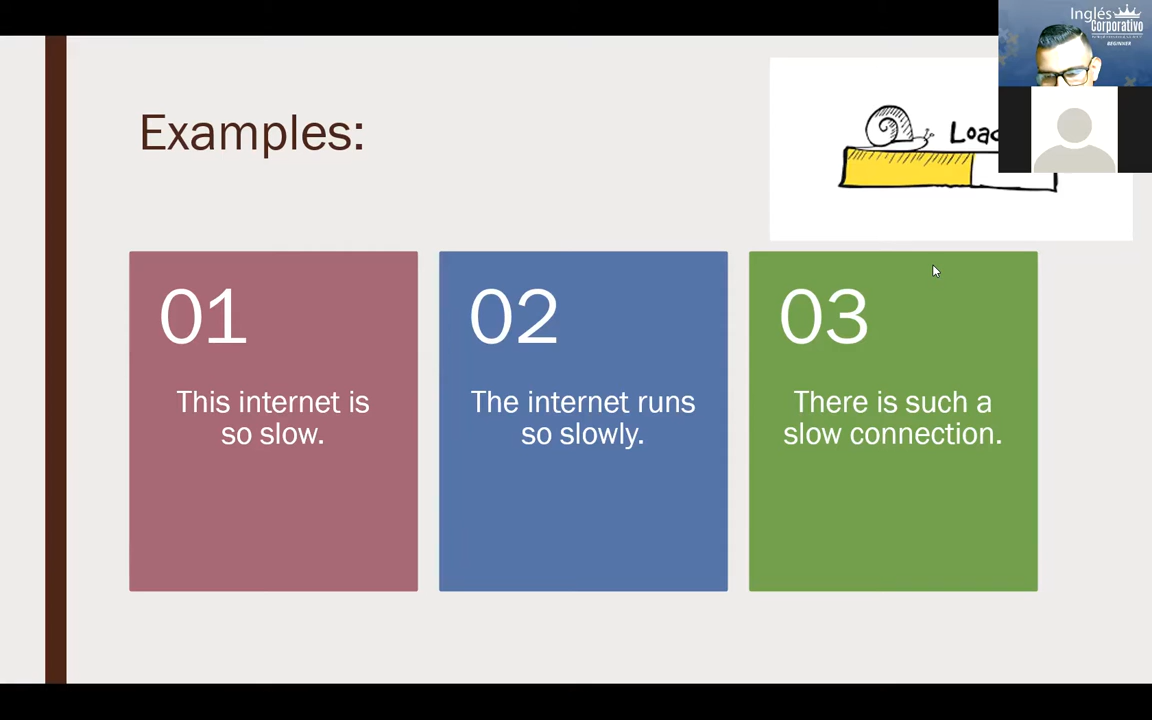 Examples:
Inglés
Corporativo
BEGINNER
01
This internet is
so slow.
02
The internet runs
so slowly.
03
There is such a
slow connection.